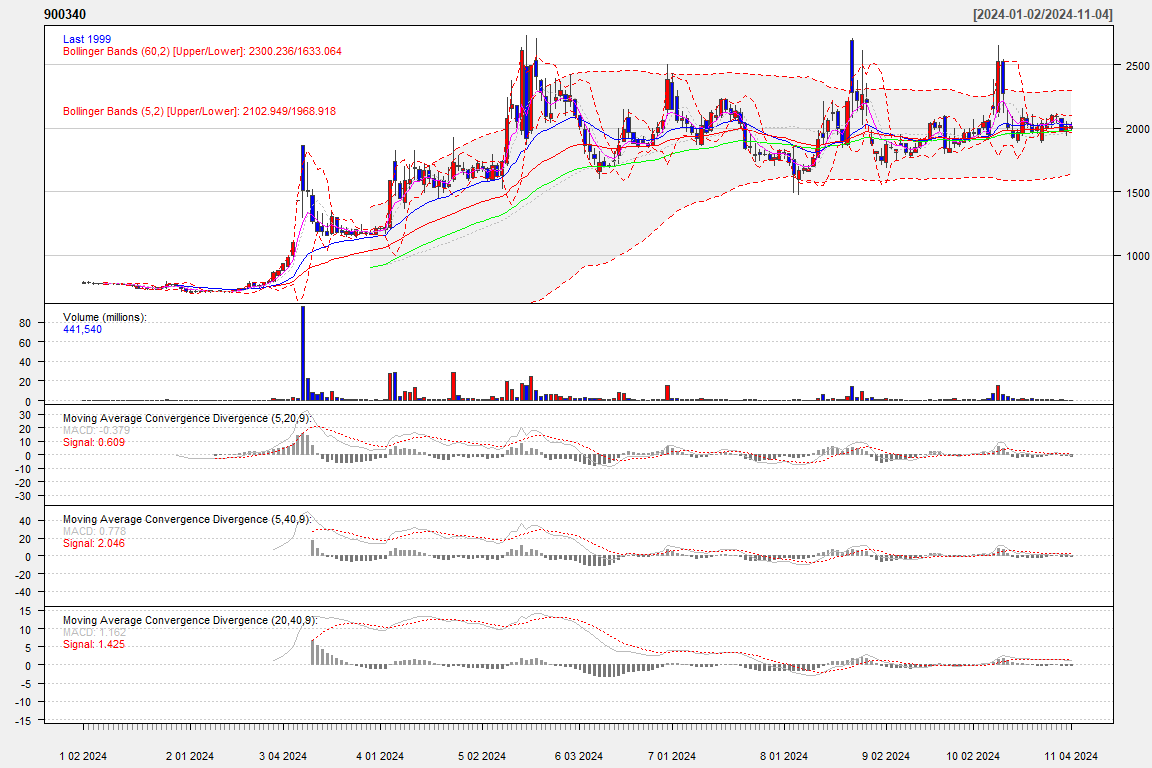 900340 [2024-01-02/2024-11-04]
Last 1999
Bollinger Bands (60,2) [Upper/Lower]: 2300.236/1633.064
Bollinger Bands (5,2) [Upper/Lower]: 2102.949/1968.918
2500
2000
1500
1000
Volume (millions):
441,540
80
60
40
20
0
Moving Average Convergence Divergence (5,20,9):
MACD: -0.379
Signal: 0.609
30
20
10
0
-10
-20
-30
Moving Average Convergence Divergence (5,40,9):
MACD: 0.778
Signal: 2.046
40
20
0
-20
-40
Moving Average Convergence Divergence (20,40,9):
MACD: 1.162
Signal: 1.425
15
10
5
0
-5
-10
-15
1 02 2024 2 01 2024 3 04 2024 4 01 2024 5 02 2024 6 03 2024 7 01 2024 8 01 2024 9 02 2024 10 02 2024 11 04 2024